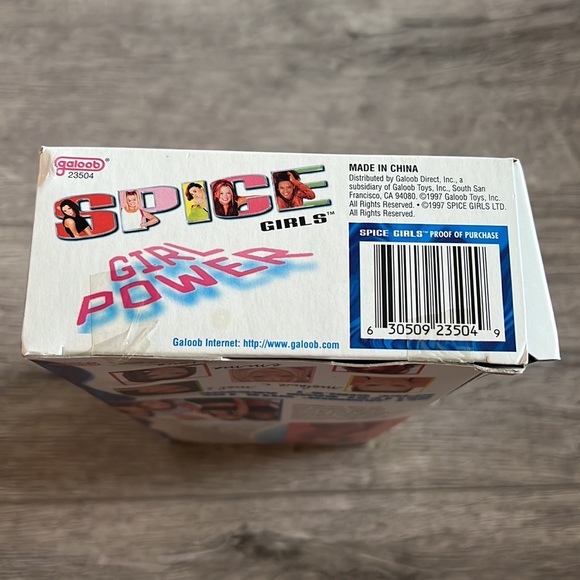 galoob®
23504
SPICE
GIRLS™
GIRL
POWER
MADE IN CHINA
Distributed by Galoob Direct, Inc., a
subsidiary of Galoob Toys, Inc., South San
Francisco, CA 94080. ©1997 Galoob Toys, Inc.
All Rights Reserved. • ©1997 SPICE GIRLS LTD.
All Rights Reserved.
SPICE GIRLS™ PROOF OF PURCHASE
6 30509 23504 9
Galoob Internet: http://www.galoob.com